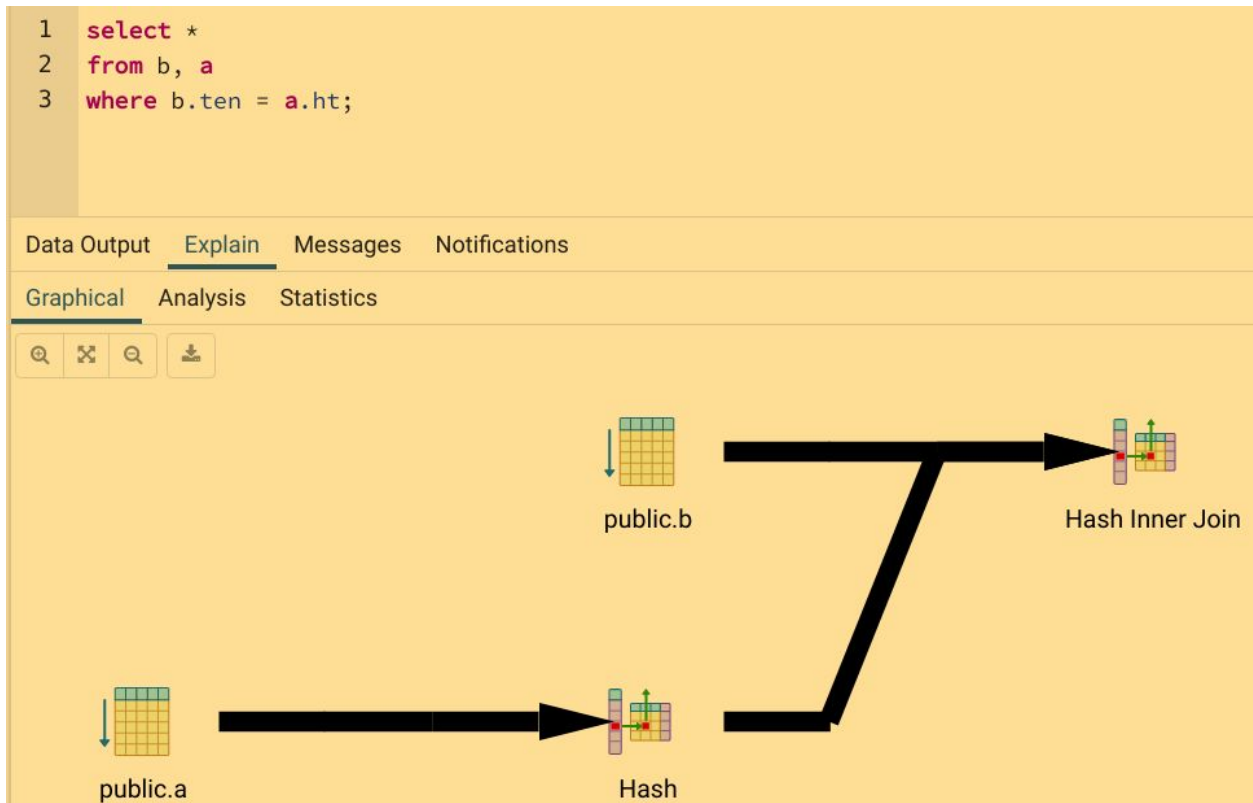 1 select *
2 from b, a
3 where b.ten = a.ht;
Data Output Explain Messages Notifications
Graphical Analysis Statistics
public.b
Hash Inner Join
public.a
Hash